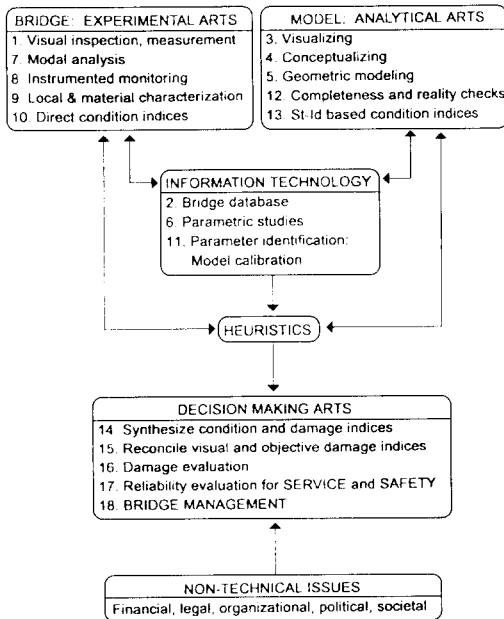 BRIDGE: EXPERIMENTAL ARTS
1. Visual inspection, measurement
7. Modal analysis
8 Instrumented monitoring
9 Local & material characterization
10. Direct condition indices
MODEL: ANALYTICAL ARTS
3. Visualizing
4. Conceptualizing
5. Geometric modeling
12. Completeness and reality checks
13. St-Id based condition indices
INFORMATION TECHNOLOGY
2. Bridge database
6. Parametric studies
11. Parameter identification:
Model calibration
HEURISTICS
DECISION MAKING ARTS
14 Synthesize condition and damage indices
15. Reconcile visual and objective damage indices
16. Damage evaluation
17. Reliability evaluation for SERVICE and SAFETY
18. BRIDGE MANAGEMENT
NON-TECHNICAL ISSUES
Financial, legal, organizational, political, societal